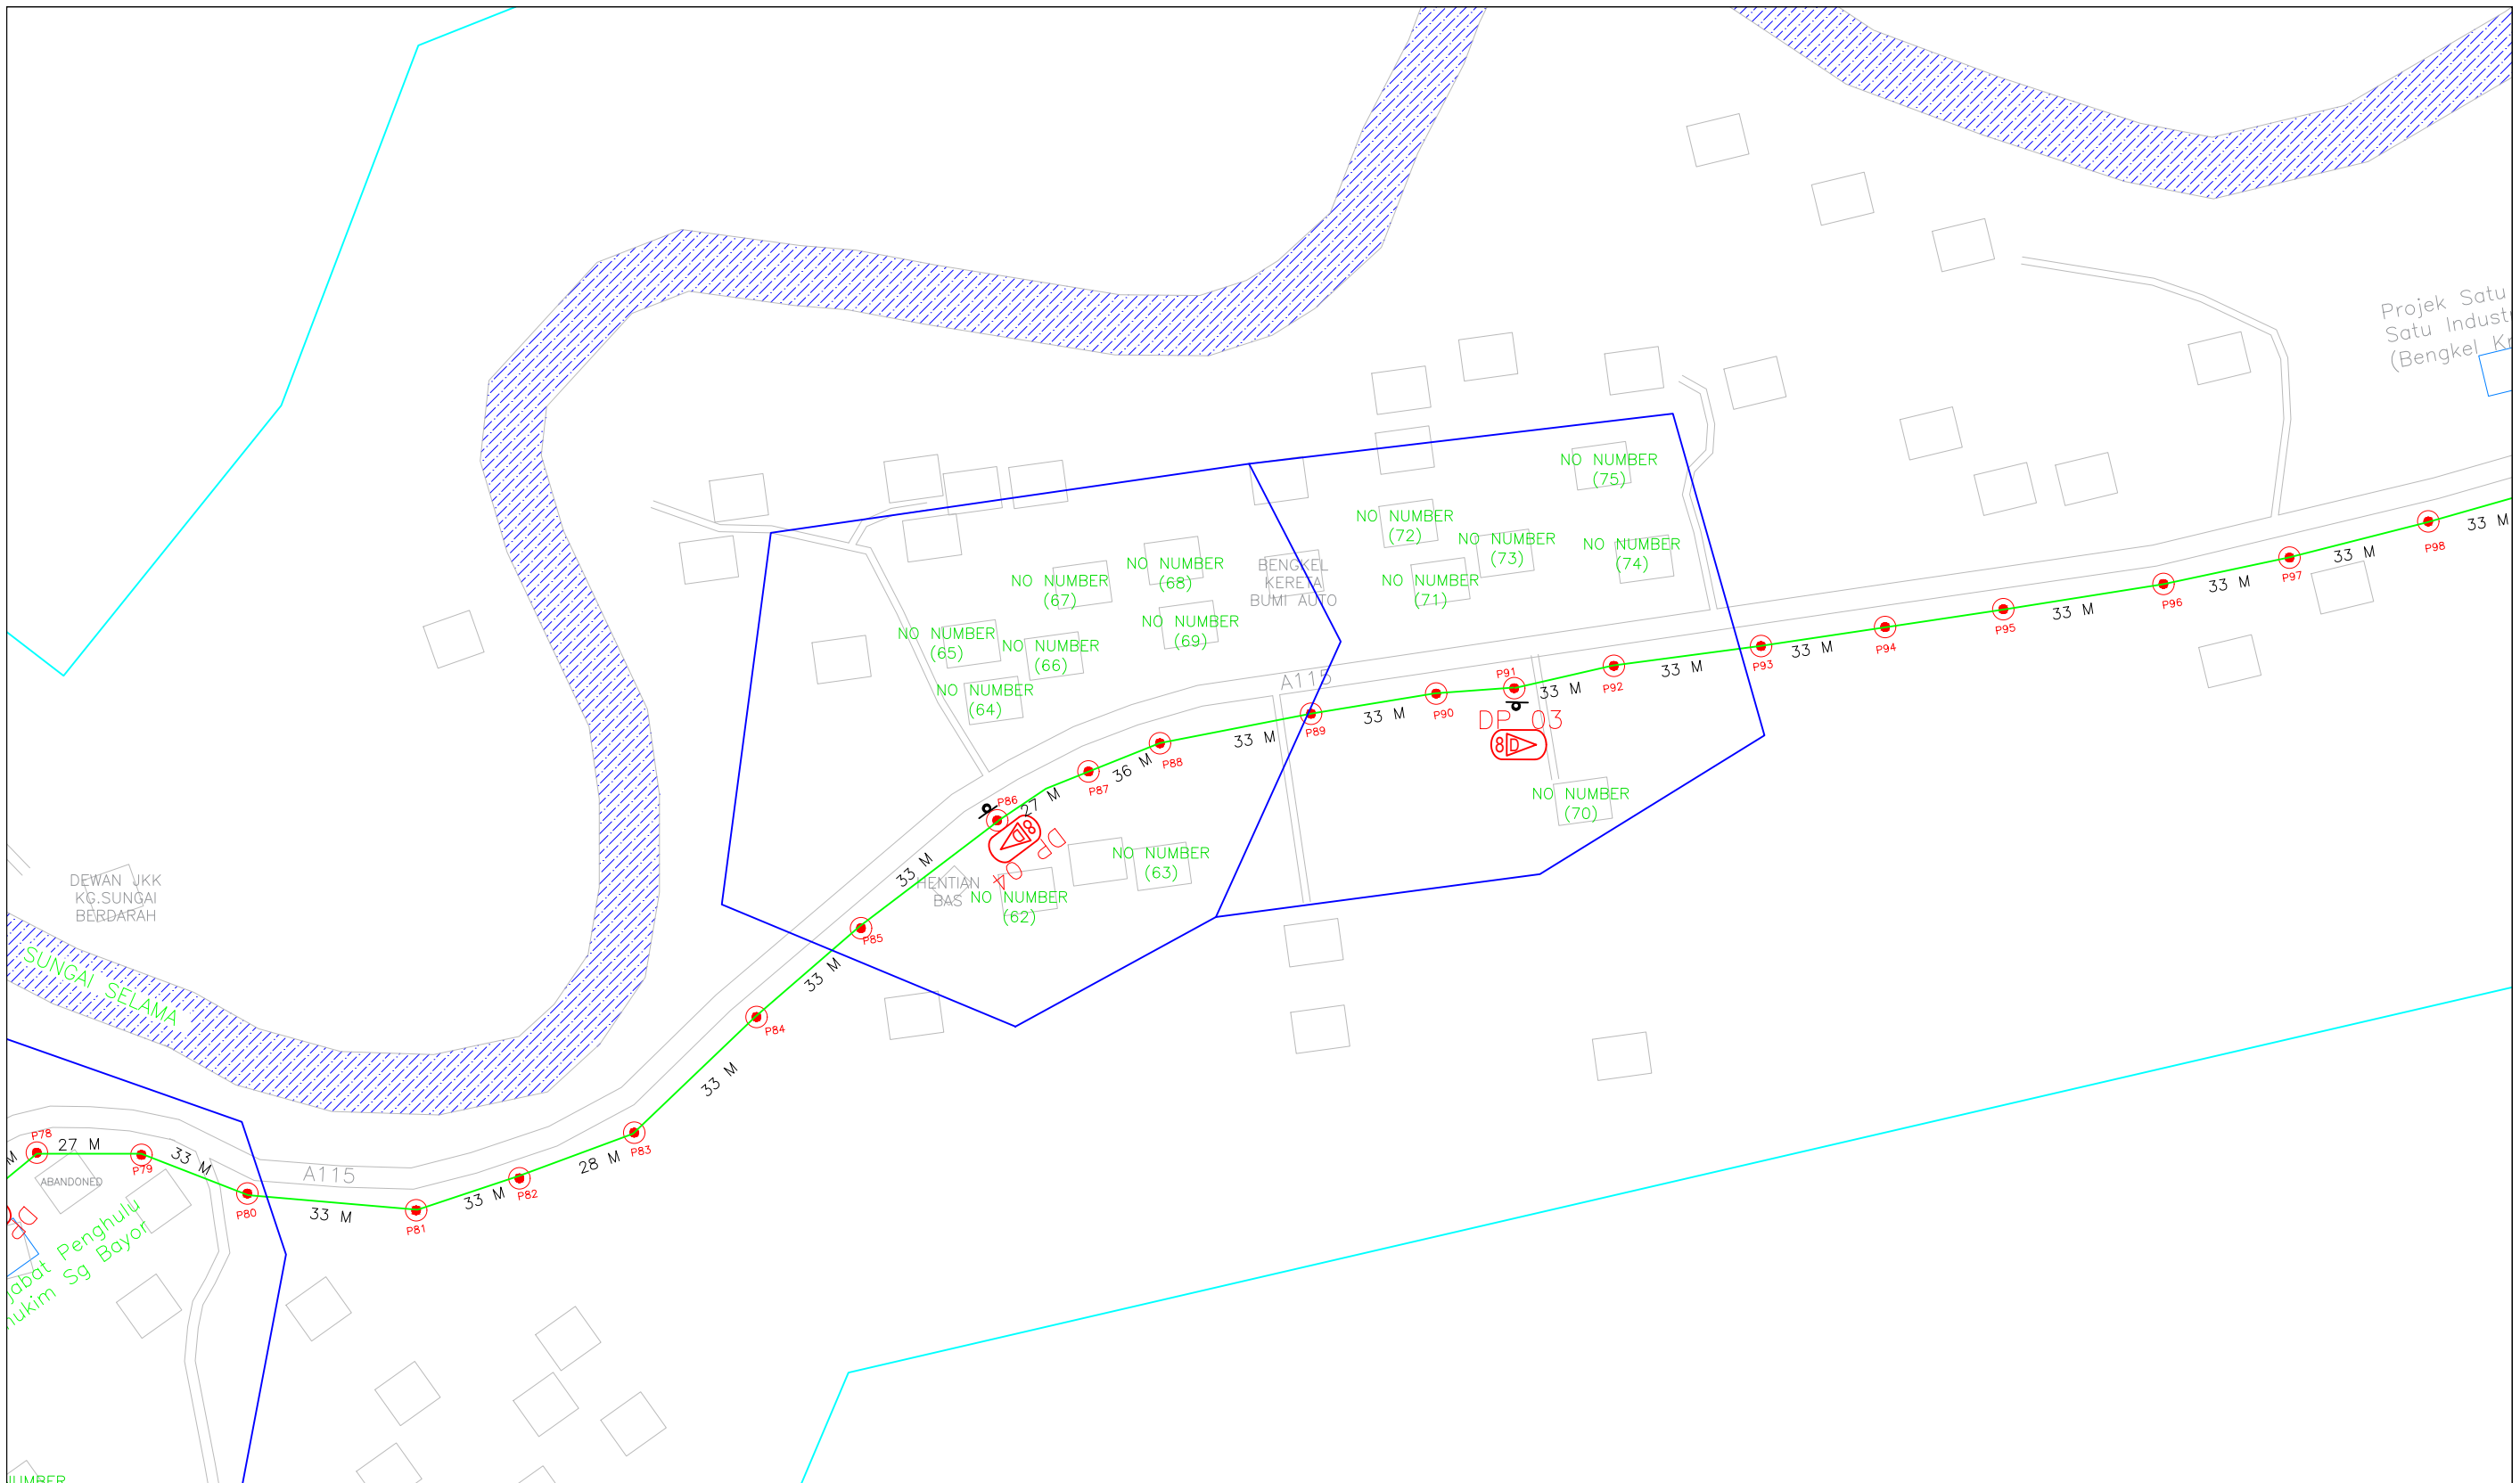 Projek Satu
Satu
(Bengkel
NO NUMBER
(75)
NO NUMBER
(72)
NO NUMBER
(73)
NO NUMBER
(74)
NO NUMBER
(71)
NO NUMBER
(68)
NO NUMBER
(67)
BENGKEL
KERETA
BUMI AUTO
NO NUMBER
(69)
NO NUMBER
(65)
NO NUMBER
(66)
NO NUMBER
(64)
A115
P98
33 M
33 M
P97
33 M
P96
33 M
P95
P94
33 M
P93
33 M
P92
33 M
P91
DP 03
8D
P90
33 M
P89
33 M
P88
36 M
P87
27 M
P86
8D
DP 04
NO NUMBER
(70)
NO NUMBER
(63)
NO NUMBER
(62)
HENTIAN
BAS
33 M
P85
33 M
P84
33 M
P83
28 M
P82
33 M
P81
33 M
P80
33 M
P79
27 M
P78
M
A115
DEWAN JKK
KG.SUNGAI
BERDARAH
SUNGAI SELAMA
ABANDONED
DP
Penghulu
Sg Bayor